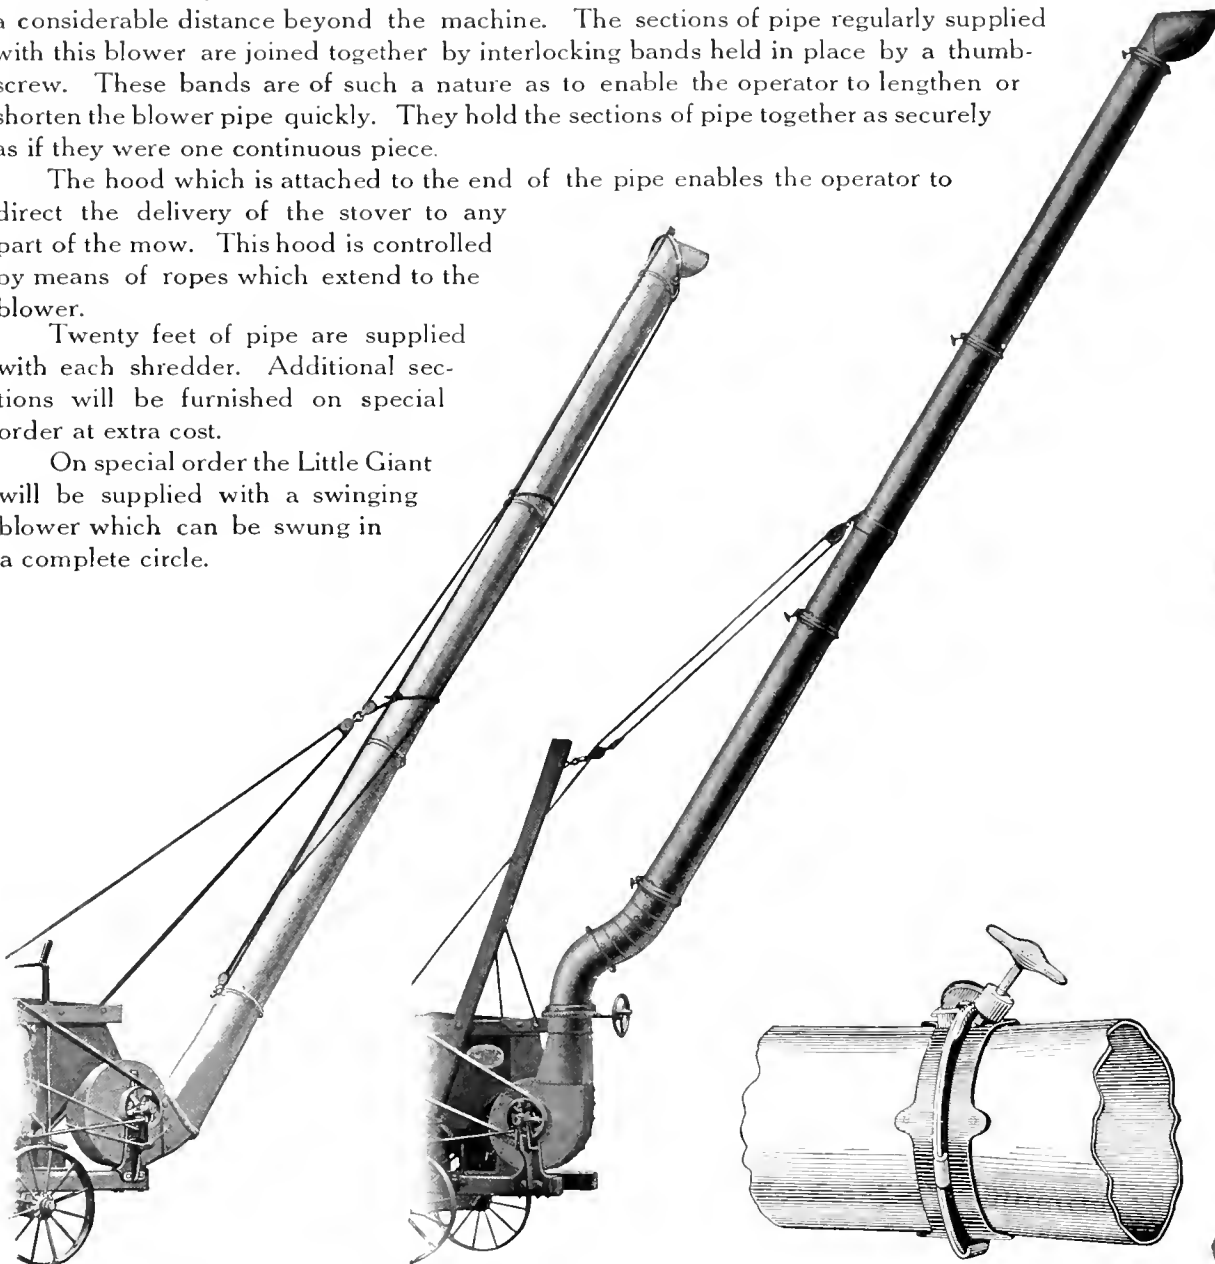 a considerable distance beyond the machine. The sections of pipe regularly supplied
with this blower are joined together by interlocking bands held in place by a thumb-
screw. These bands are of such a nature as to enable the operator to lengthen or
shorten the blower pipe quickly. They hold the sections of pipe together as securely
as if they were one continuous piece.
The hood which is attached to the end of the pipe enables the operator to
direct the delivery of the stover to any
part of the mow. This hood is controlled
by means of ropes which extend to the
blower.
Twenty feet of pipe are supplied
with each shredder. Additional sec-
tions will be furnished on special
order at extra cost.
On special order the Little Giant
will be supplied with a swinging
blower which can be swung in
a complete circle.